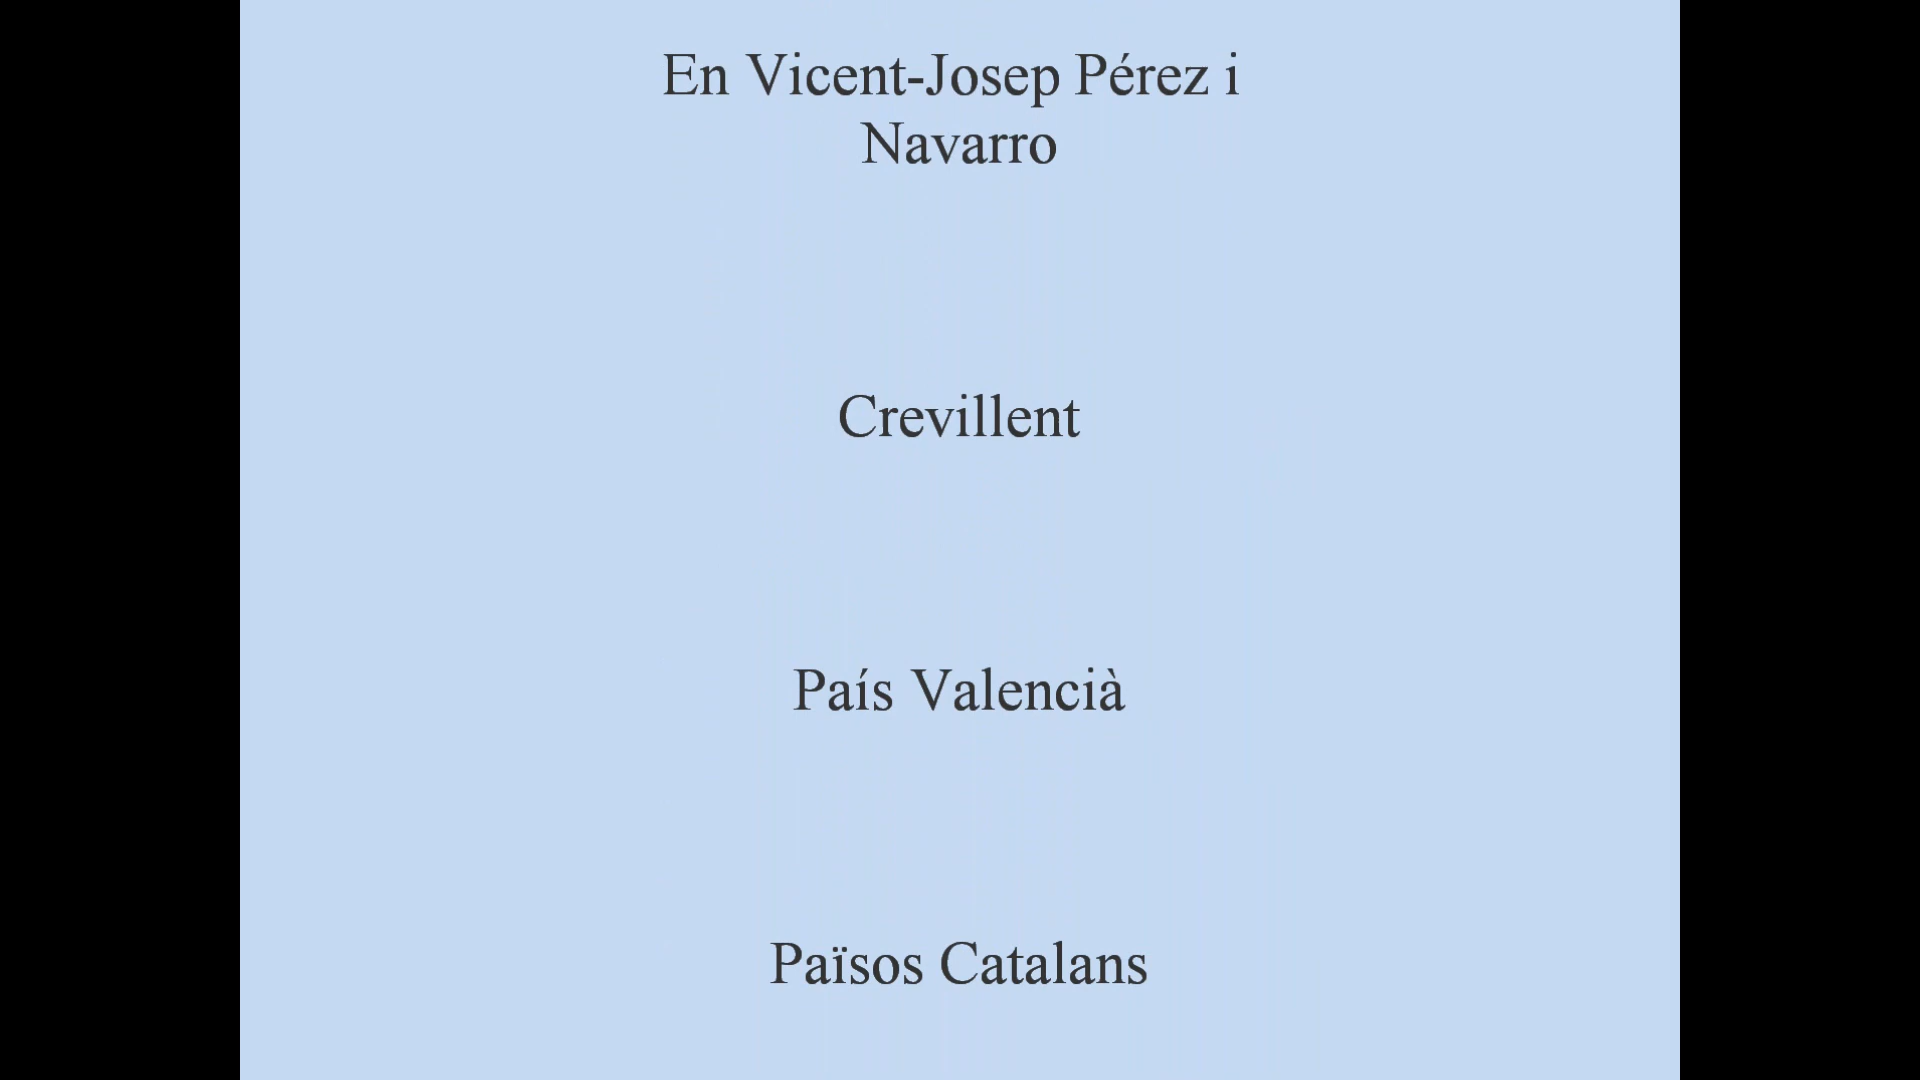 En Vicent-Josep Pérez i
Navarro
Crevillent
País Valencià
Països Catalans